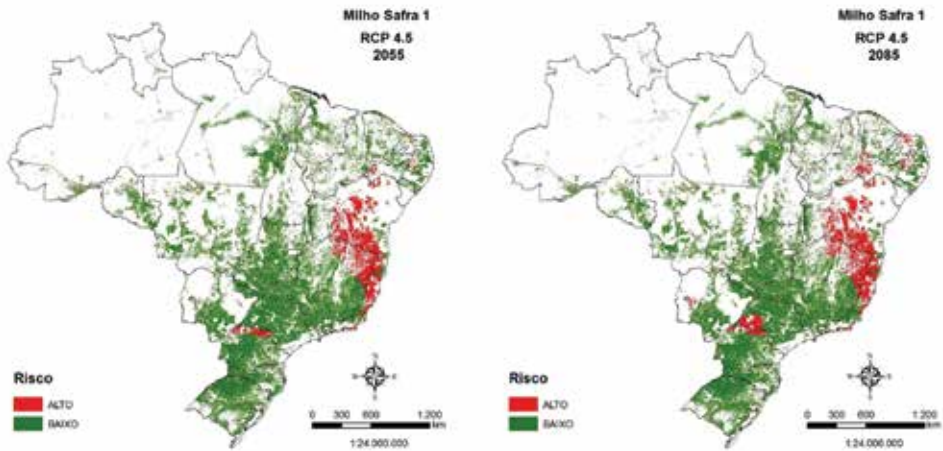 Milho Safra 1
RCP 4.5
2055
Risco
ALTO
BAIXO
N
0 300 600 1.200
km
1:24.000.000
Milho Safra 1
RCP 4.5
2085
Risco
ALTO
BAIXO
N
0 300 600 1.200
km
1:24.000.000